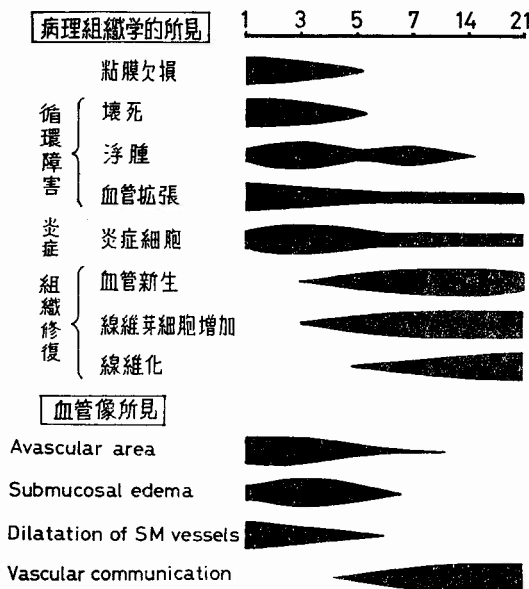 病理組織学的所見 1 3 5 7 14 21
粘膜欠損
循環障害
壊死
浮腫
血管拡張
炎症
炎症細胞
組織修復
血管新生
線維芽細胞増加
線維化
血管像所見
Avascular area
Submucosal edema
Dilatation of SM vessels
Vascular communication